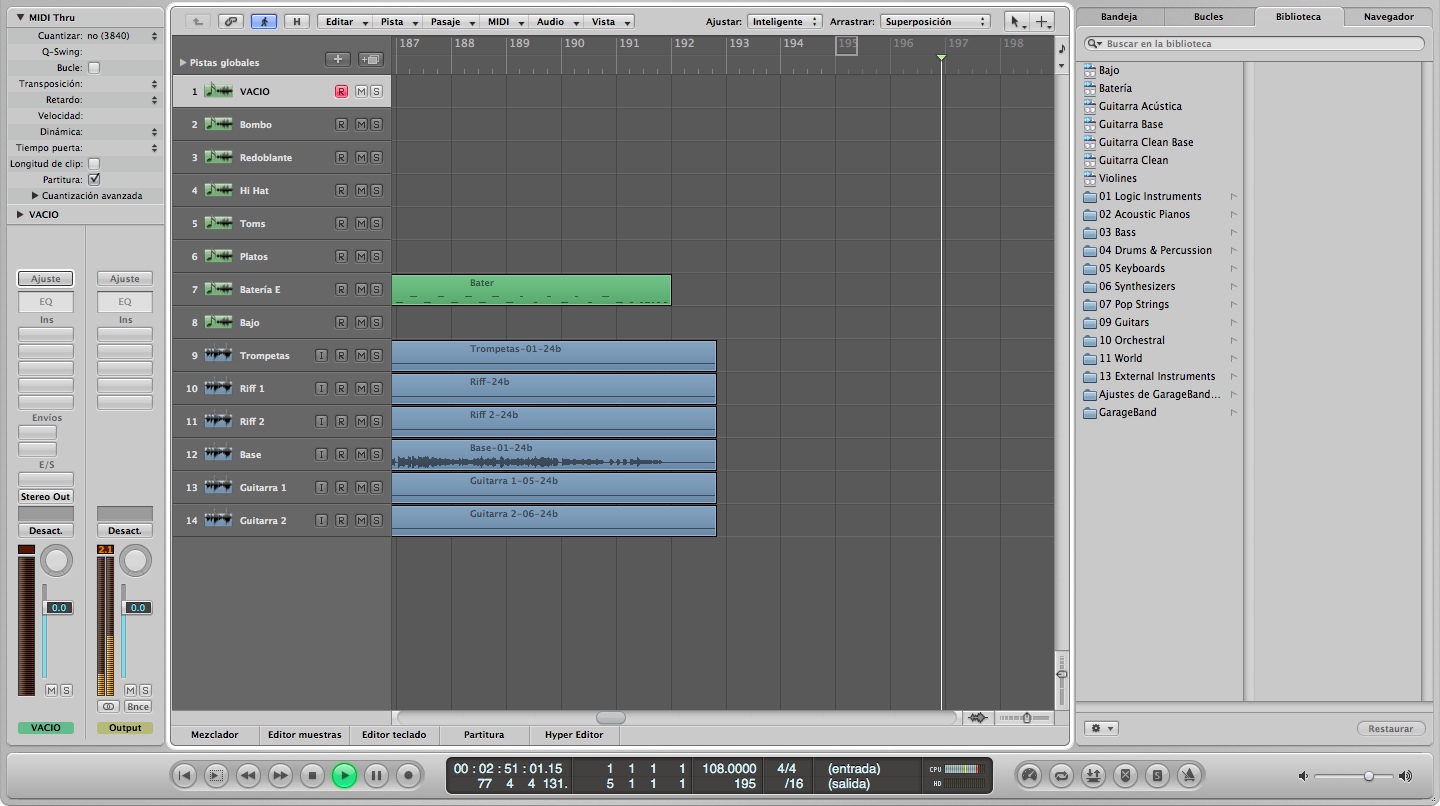 MIDI Thru
Cuantizar: no (3840)
Q-Swing:
Bucle:
Transposición:
Retardo:
Velocidad:
Dinámica:
Tiempo puerta:
Longitud de clip:
Partitura:
Cuantización avanzada
VACIO
Ajuste Ajuste
EQ EQ
Ins Ins
Envíos
E/S
Stereo Out
Desact. Desact.
2.1
0.0 0.0
M S M S
Bnce
VACIO Output
H Editar Pista Pasaje MIDI Audio Vista Ajustar: Inteligente Arrastrar: Superposición
187 188 189 190 191 192 193 194 195 196 197 198
Pistas globales
1 VACIO R M S
2 Bombo R M S
3 Redoblante R M S
4 Hi Hat R M S
5 Toms R M S
6 Platos R M S
7 Batería E R M S
Bater
8 Bajo R M S
9 Trompetas I R M S
Trompetas-01-24b
10 Riff 1 I R M S
Riff-24b
11 Riff 2 I R M S
Riff 2-24b
12 Base I R M S
Base-01-24b
13 Guitarra 1 I R M S
Guitarra 1-05-24b
14 Guitarra 2 I R M S
Guitarra 2-06-24b
Mezclador Editor muestras Editor teclado Partitura Hyper Editor
Bandeja Bucles Biblioteca Navegador
Buscar en la biblioteca
Bajo
Batería
Guitarra Acústica
Guitarra Base
Guitarra Clean Base
Guitarra Clean
Violines
01 Logic Instruments
02 Acoustic Pianos
03 Bass
04 Drums & Percussion
05 Keyboards
06 Synthesizers
07 Pop Strings
09 Guitars
10 Orchestral
11 World
13 External Instruments
Ajustes de GarageBand...
GarageBand
Restaurar
00 : 02 : 51 : 01.15 1 1 1 1 108.0000 4/4 (entrada) CPU
77 4 4 131. 5 1 1 1 195 /16 (salida) HD
S